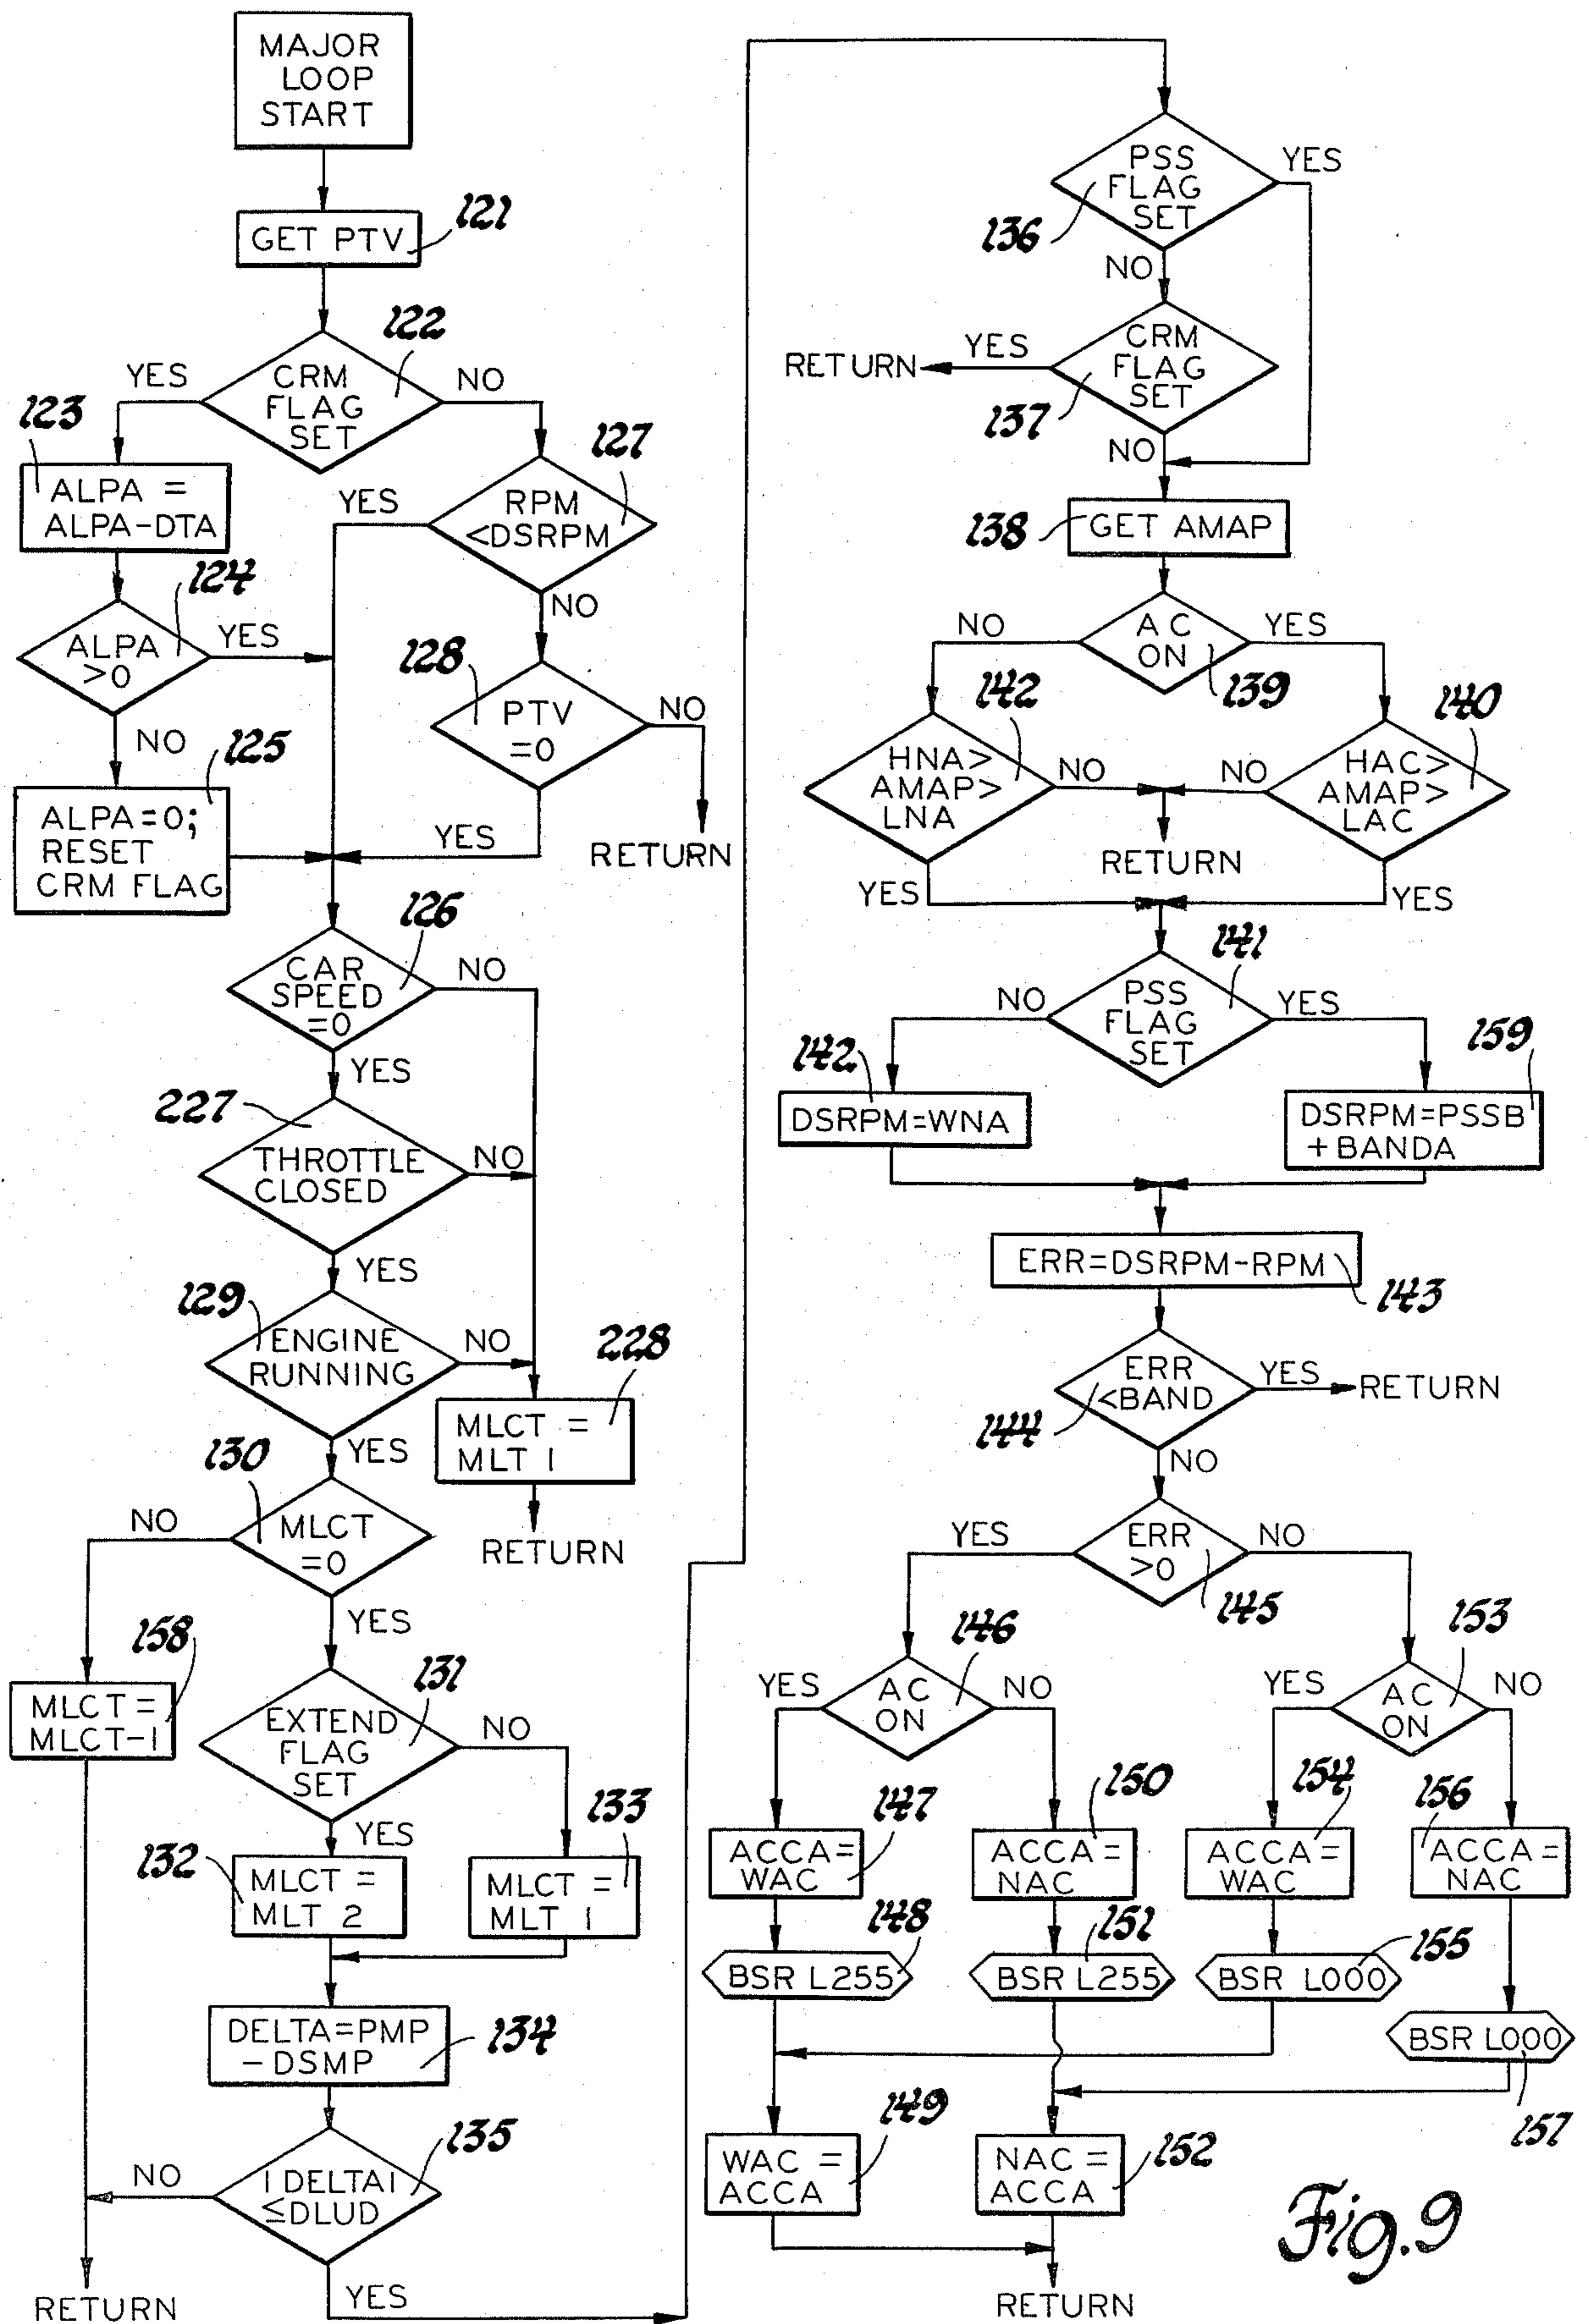 MAJOR
LOOP
START
GET PTV
121
122
CRM
FLAG
SET
YES
NO
123
ALPA =
ALPA-DTA
127
RPM
<DSRPM
YES
NO
124
ALPA
>0
YES
NO
128
PTV
=0
NO
YES
RETURN
125
ALPA=0;
RESET
CRM FLAG
126
CAR
SPEED
=0
NO
YES
227
THROTTLE
CLOSED
NO
YES
129
ENGINE
RUNNING
NO
YES
228
MLCT =
MLT 1
RETURN
130
MLCT
=0
NO
YES
158
MLCT =
MLCT-1
131
EXTEND
FLAG
SET
NO
YES
132
MLCT =
MLT 2
133
MLCT =
MLT 1
DELTA=PMP
-DSMP
134
135
|DELTA|
≤DLUD
NO
YES
RETURN
PSS
FLAG
SET
YES
136
NO
CRM
FLAG
SET
YES
RETURN
137
NO
138
GET AMAP
AC
ON
NO
YES
139
142
HNA>
AMAP>
LNA
NO
140
HAC>
AMAP>
LAC
NO
RETURN
YES
YES
141
PSS
FLAG
SET
NO
YES
142
DSRPM=WNA
159
DSRPM=PSSB
+BANDA
ERR=DSRPM-RPM
143
ERR
<BAND
YES
RETURN
144
NO
ERR
>0
YES
NO
145
146
AC
ON
YES
NO
153
AC
ON
YES
NO
147
ACCA=
WAC
150
ACCA=
NAC
154
ACCA=
WAC
156
ACCA=
NAC
148
BSR L255
151
BSR L255
155
BSR L000
BSR L000
157
149
WAC =
ACCA
NAC =
ACCA
152
RETURN
Fig.9